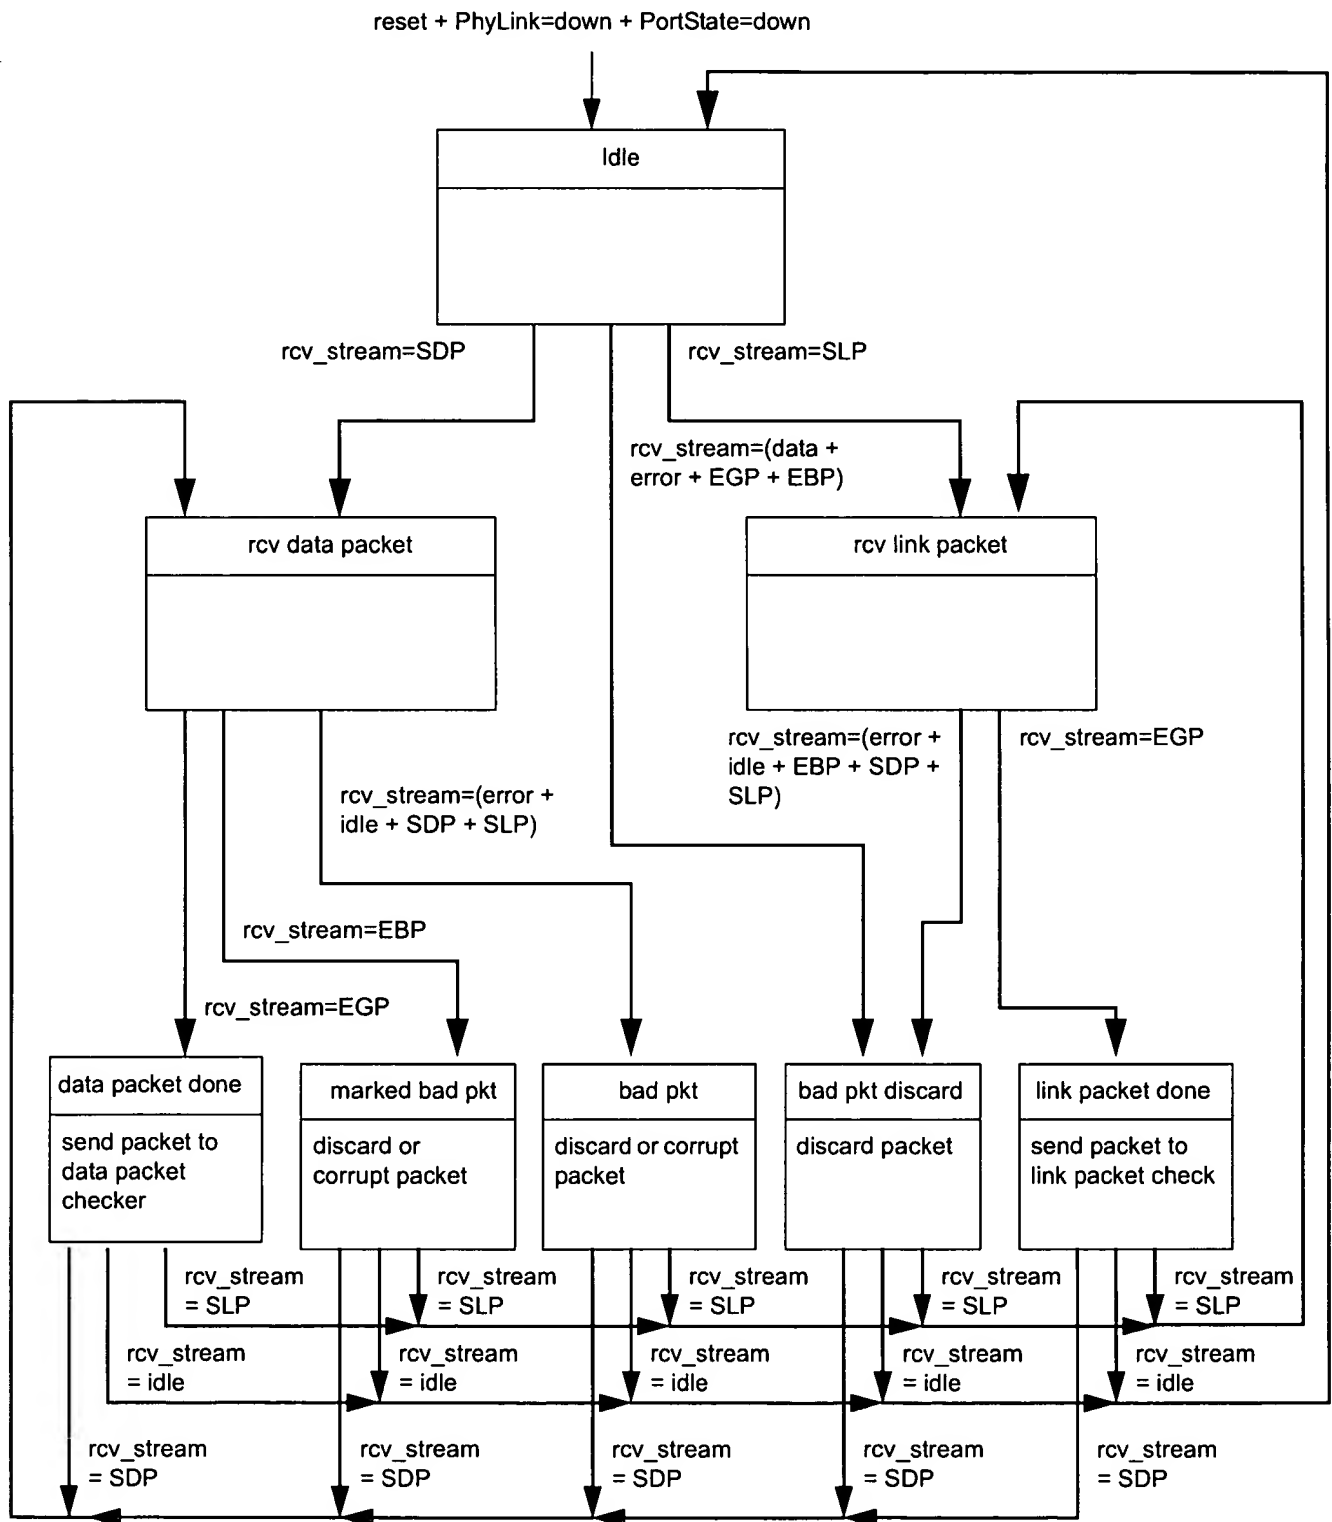 reset + PhyLink=down + PortState=down
Idle
rcv_stream=SDP
rcv_stream=SLP
rcv_stream=(data +
error + EGP + EBP)
rcv data packet
rcv link packet
rcv_stream=(error +
idle + EBP + SDP +
SLP)
rcv_stream=EGP
rcv_stream=(error +
idle + SDP + SLP)
rcv_stream=EBP
rcv_stream=EGP
data packet done
send packet to
data packet
checker
marked bad pkt
discard or
corrupt packet
bad pkt
discard or corrupt
packet
bad pkt discard
discard packet
link packet done
send packet to
link packet check
rcv_stream
= SLP
rcv_stream
= SLP
rcv_stream
= SLP
rcv_stream
= SLP
rcv_stream
= SLP
rcv_stream
= idle
rcv_stream
= idle
rcv_stream
= idle
rcv_stream
= idle
rcv_stream
= idle
rcv_stream
= SDP
rcv_stream
= SDP
rcv_stream
= SDP
rcv_stream
= SDP
rcv_stream
= SDP